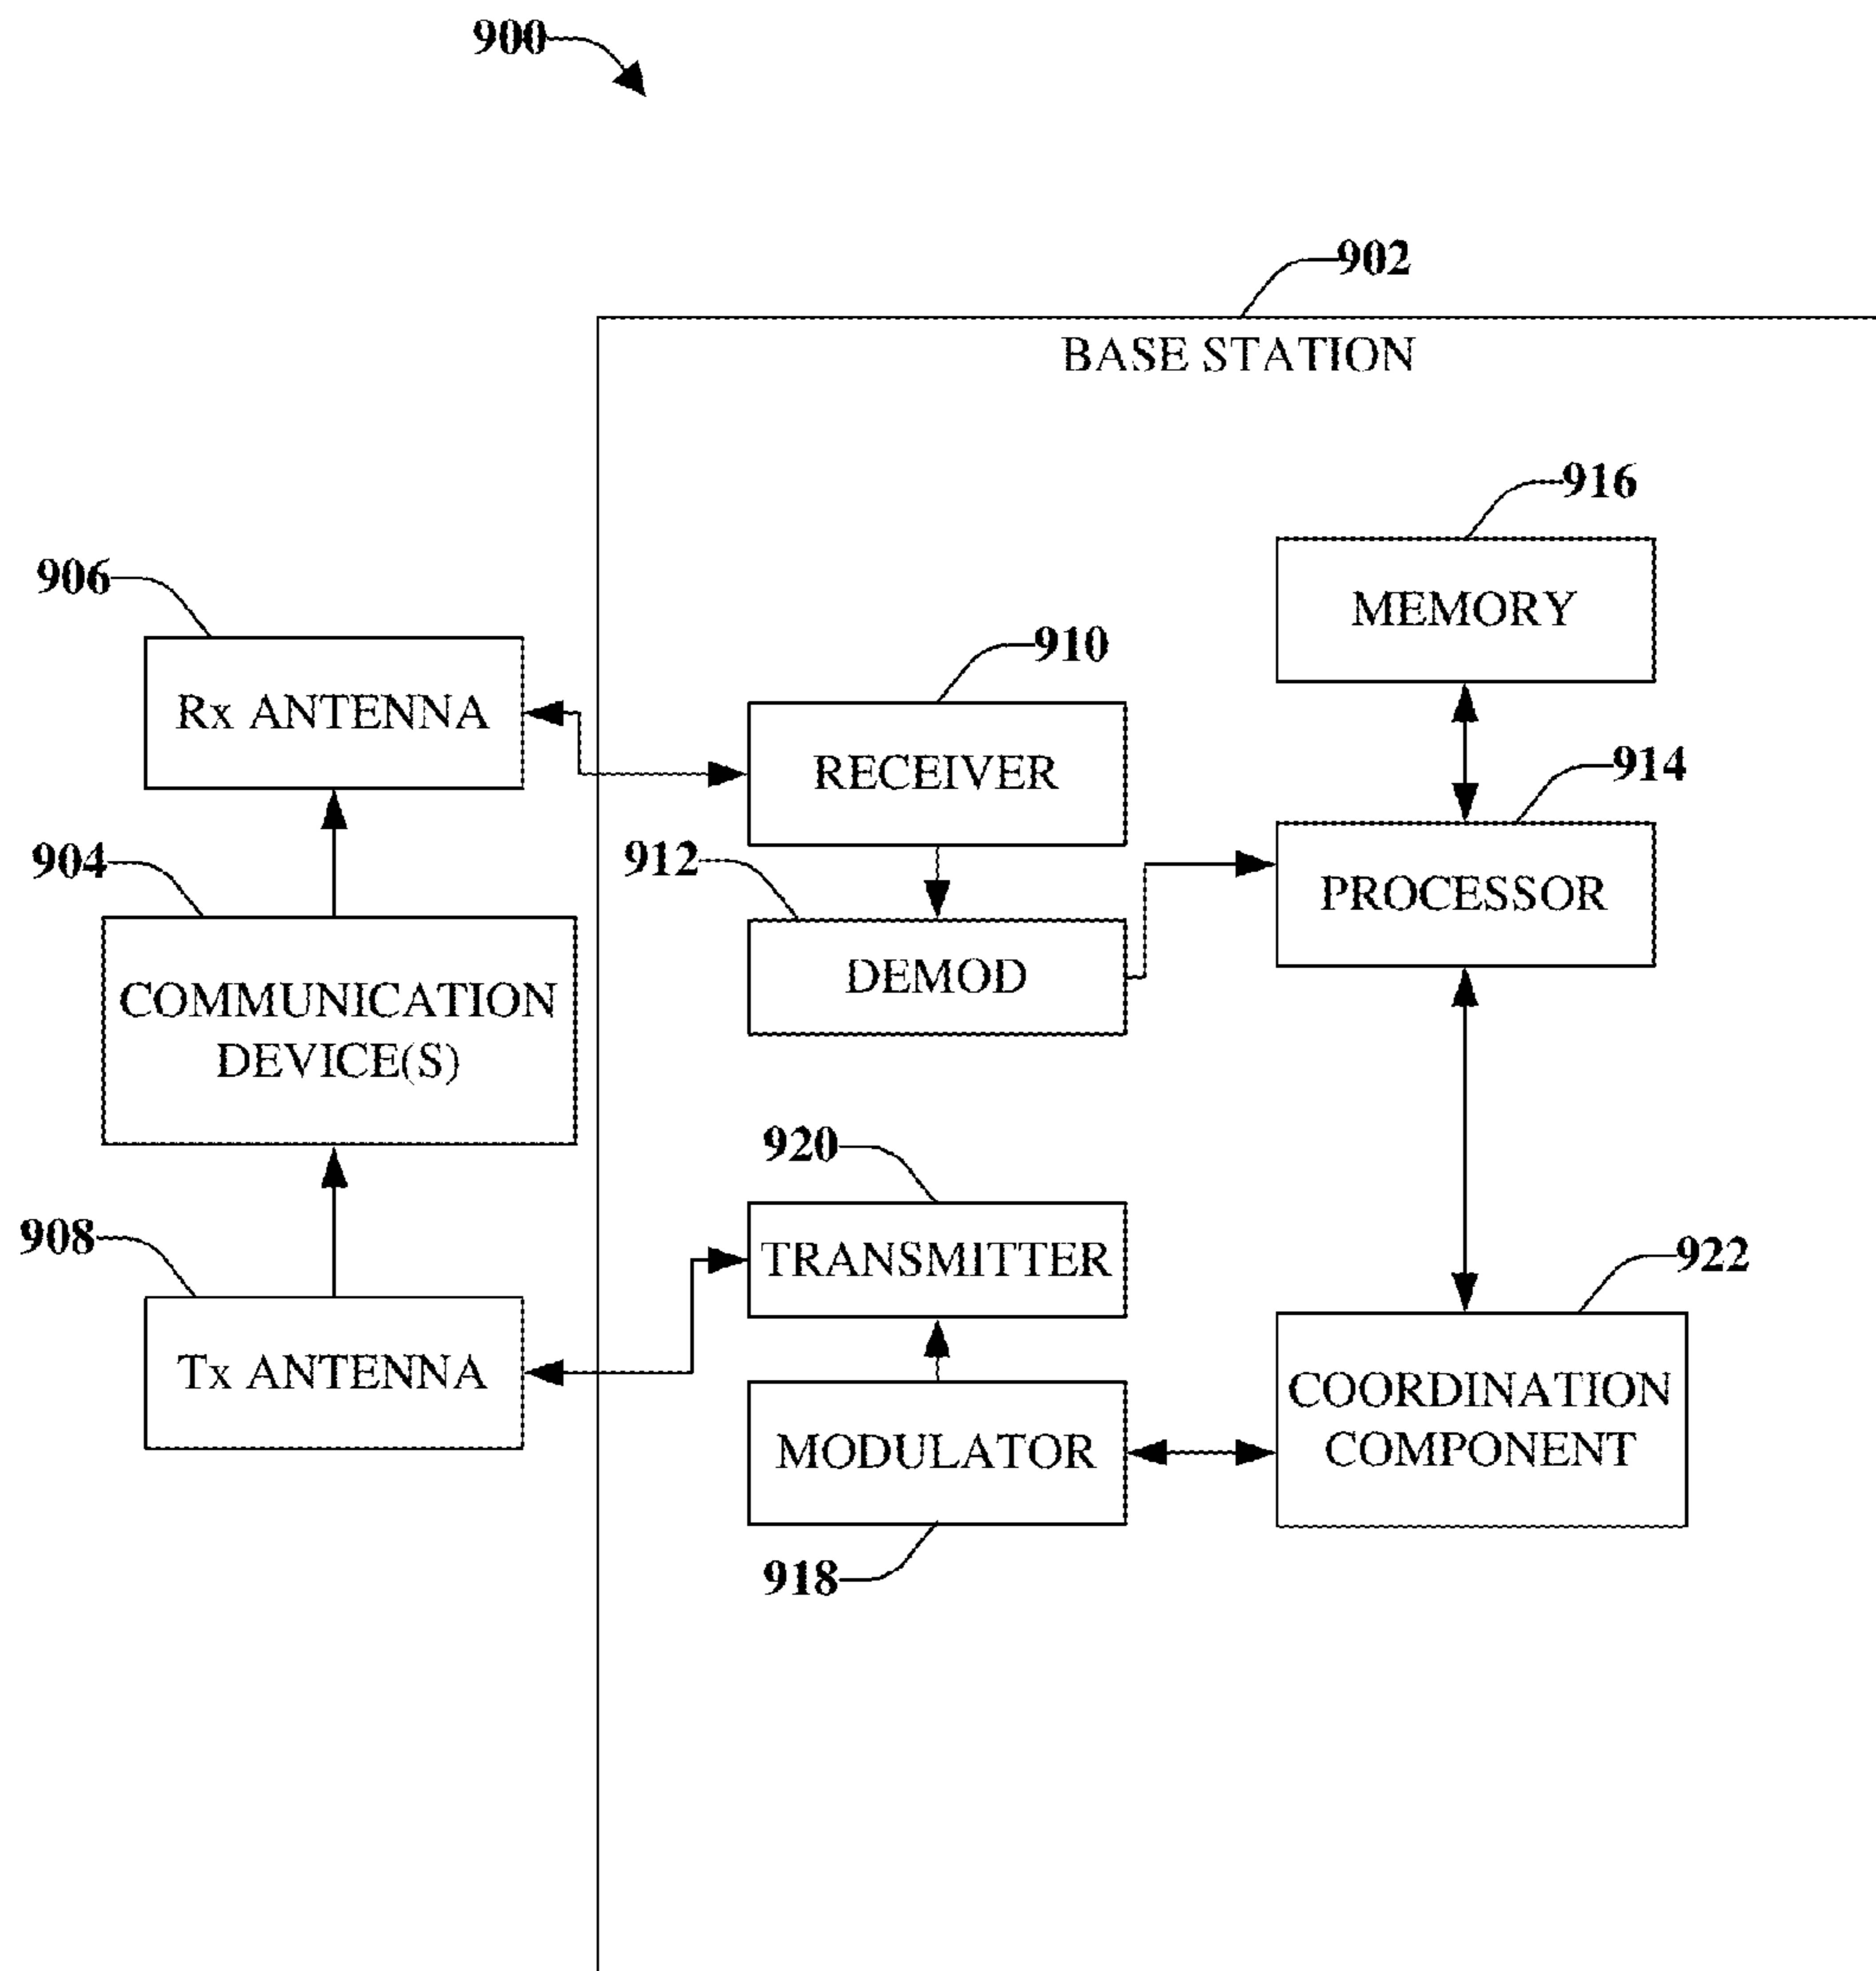 900
902
BASE STATION
916
MEMORY
906
Rx ANTENNA
910
RECEIVER
914
PROCESSOR
904
COMMUNICATION
DEVICE(S)
912
DEMOD
920
TRANSMITTER
908
Tx ANTENNA
922
COORDINATION
COMPONENT
MODULATOR
918